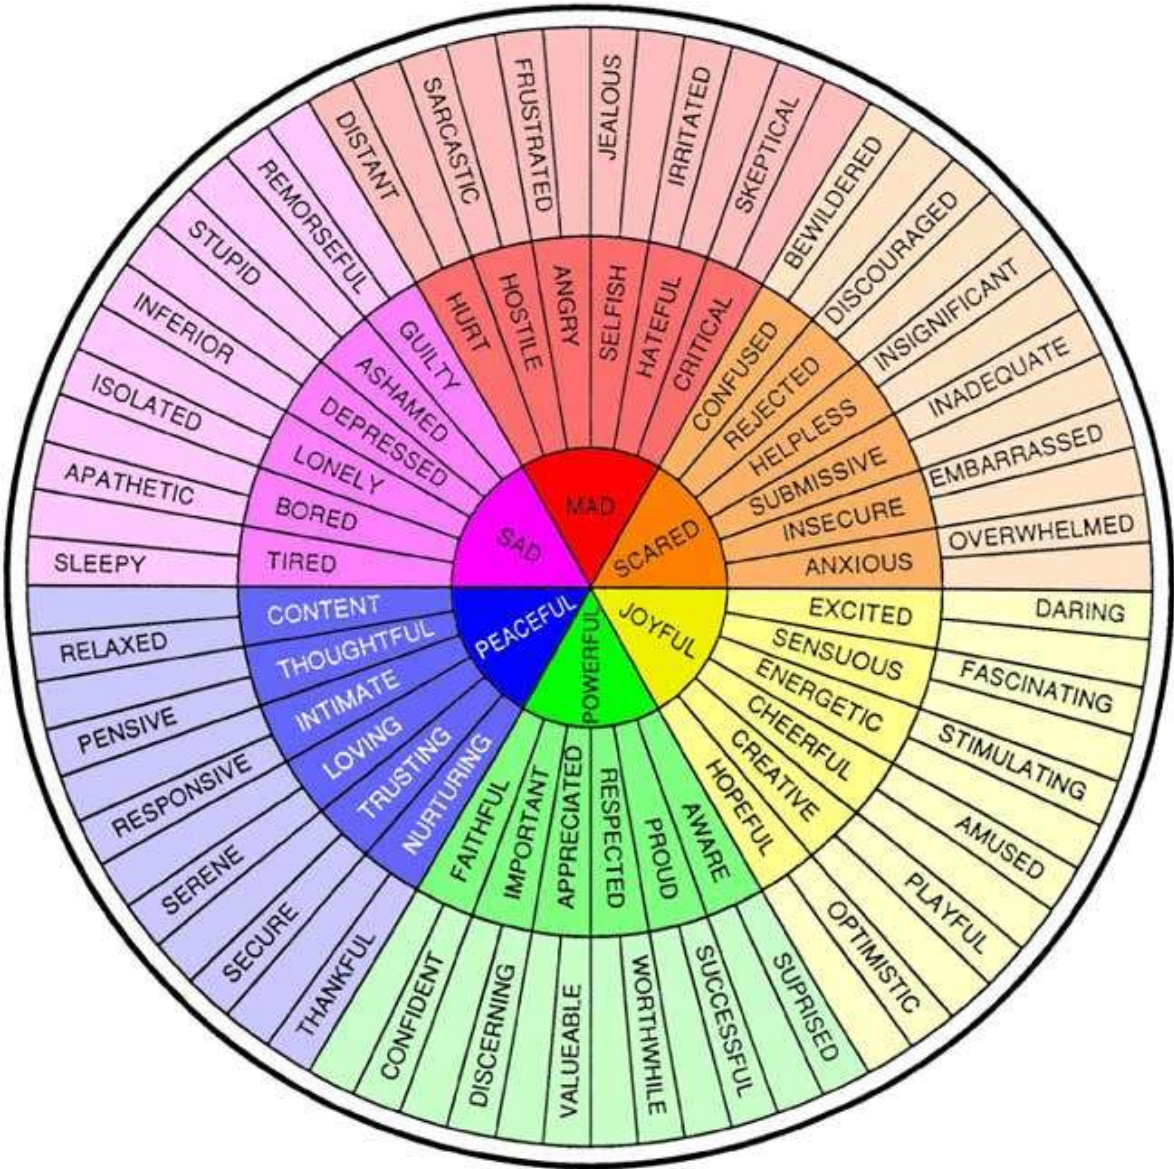 MAD
SCARED
JOYFUL
POWERFUL
PEACEFUL
SAD
HURT
HOSTILE
ANGRY
SELFISH
HATEFUL
CRITICAL
CONFUSED
REJECTED
HELPLESS
SUBMISSIVE
INSECURE
ANXIOUS
EXCITED
SENSUOUS
ENERGETIC
CHEERFUL
CREATIVE
HOPEFUL
AWARE
PROUD
RESPECTED
APPRECIATED
IMPORTANT
FAITHFUL
NURTURING
TRUSTING
LOVING
INTIMATE
THOUGHTFUL
CONTENT
TIRED
BORED
LONELY
DEPRESSED
ASHAMED
GUILTY
DISTANT
SARCASTIC
FRUSTRATED
JEALOUS
IRRITATED
SKEPTICAL
BEWILDERED
DISCOURAGED
INSIGNIFICANT
INADEQUATE
EMBARRASSED
OVERWHELMED
DARING
FASCINATING
STIMULATING
AMUSED
PLAYFUL
OPTIMISTIC
SUPRISED
SUCCESSFUL
WORTHWHILE
VALUEABLE
DISCERNING
CONFIDENT
THANKFUL
SECURE
SERENE
RESPONSIVE
PENSIVE
RELAXED
SLEEPY
APATHETIC
ISOLATED
INFERIOR
STUPID
REMORSEFUL